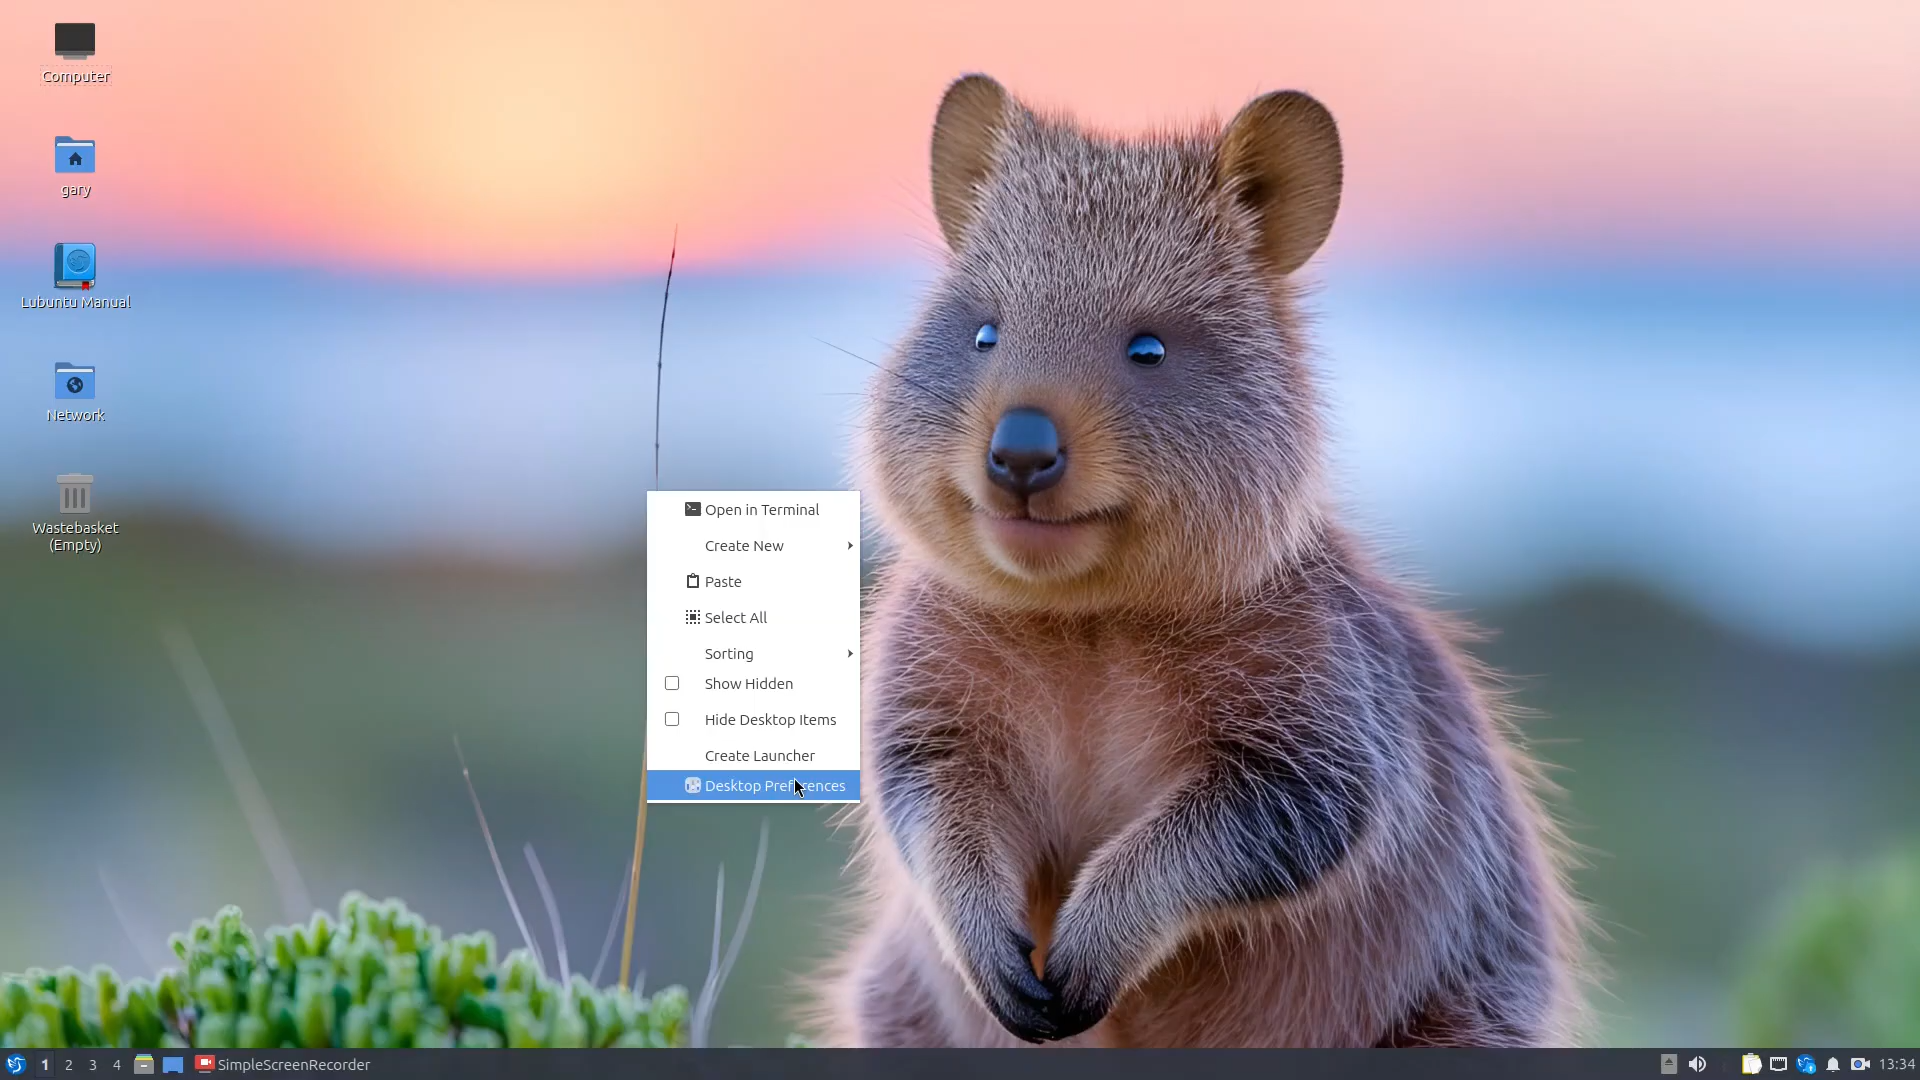 Computer
gary
Lubuntu Manual
Network
Wastebasket
(Empty)
Open in Terminal
Create New
Paste
Select All
Sorting
Show Hidden
Hide Desktop Items
Create Launcher
Desktop Preferences
1 2 3 4 SimpleScreenRecorder 13:34